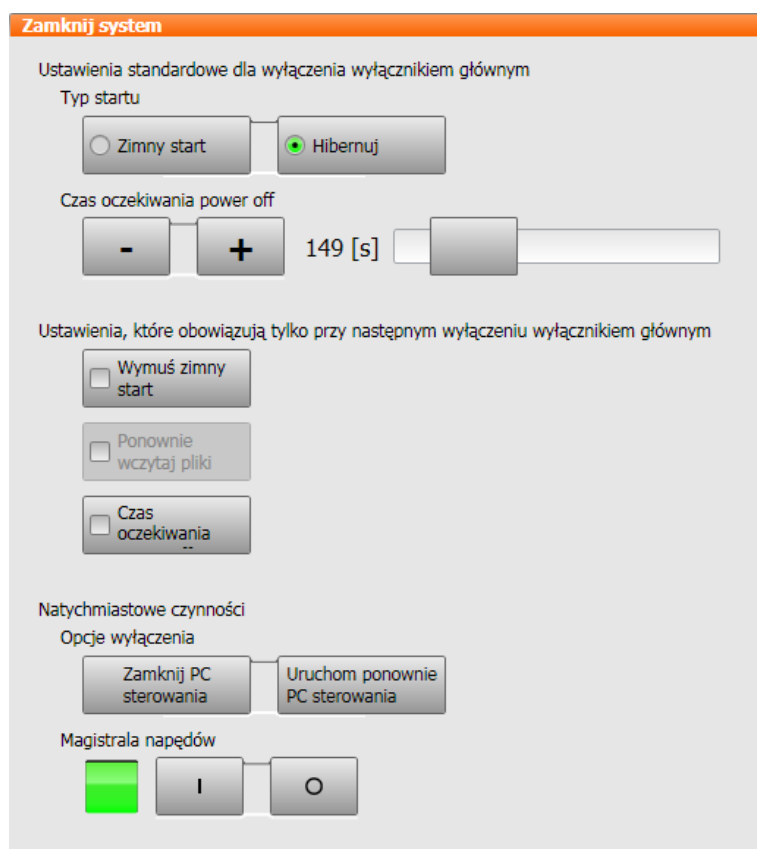 Zamknij system
Ustawienia standardowe dla wyłączenia wyłącznikiem głównym
Typ startu
Zimny start
Hibernuj
Czas oczekiwania power off
-
+
149 [s]
Ustawienia, które obowiązują tylko przy następnym wyłączeniu wyłącznikiem głównym
Wymuś zimny
start
Ponownie
wczytaj pliki
Czas
oczekiwania
Natychmiastowe czynności
Opcje wyłączenia
Zamknij PC
sterowania
Uruchom ponownie
PC sterowania
Magistrala napędów
I
O